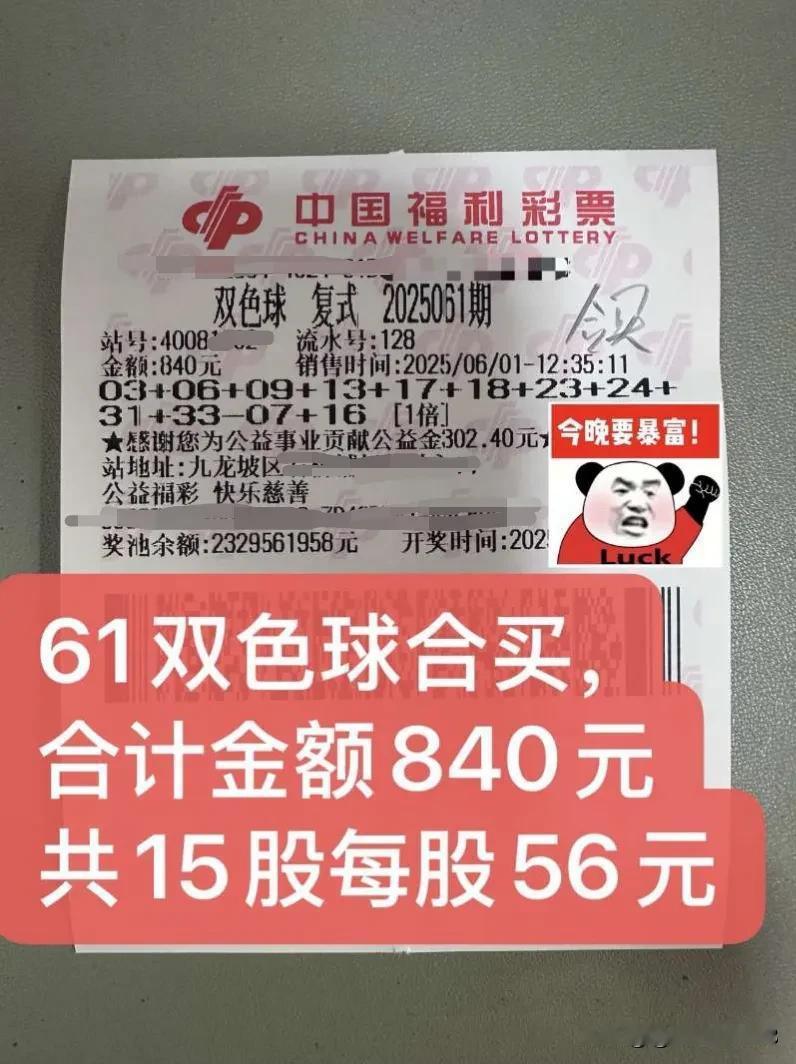 中国福利彩票
CHINA WELFARE LOTTERY
双色球 复式 2025061期
合买
站号:40081 流水号:128
金额:840元 销售时间:2025/06/01-12:35:11
03+06+09+13+17+18+23+24+
31+33-07+16 [1倍]
★感谢您为公益事业贡献公益金302.40元★
今晚要暴富!
站地址:九龙坡区
公益福彩 快乐慈善
Luck
奖池余额:2329561958元 开奖时间:202
61双色球合买,
合计金额840元
共15股每股56元